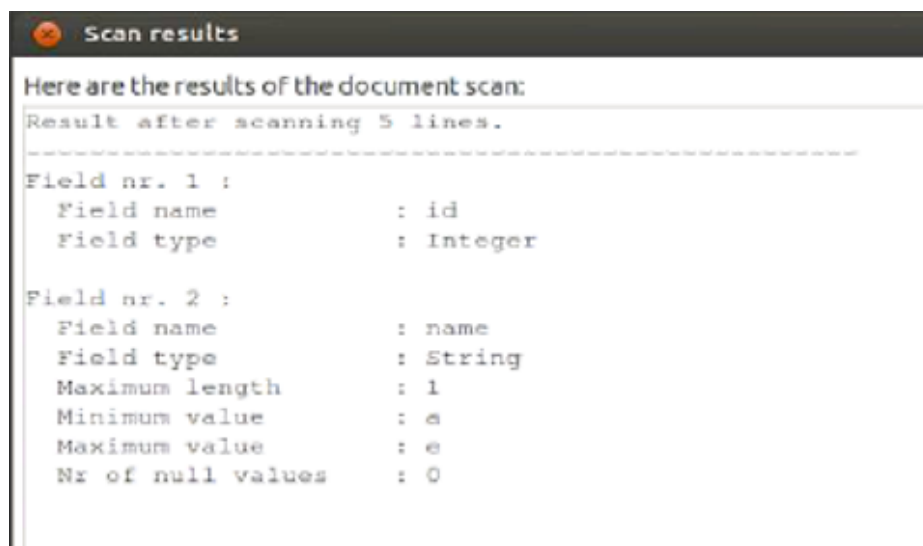 Scan results
Here are the results of the document scan:
Result after scanning 5 lines.
----------------------------------------------------
Field nr. 1 :
Field name : id
Field type : Integer
Field nr. 2 :
Field name : name
Field type : String
Maximum length : 1
Minimum value : a
Maximum value : e
Nr of null values : 0